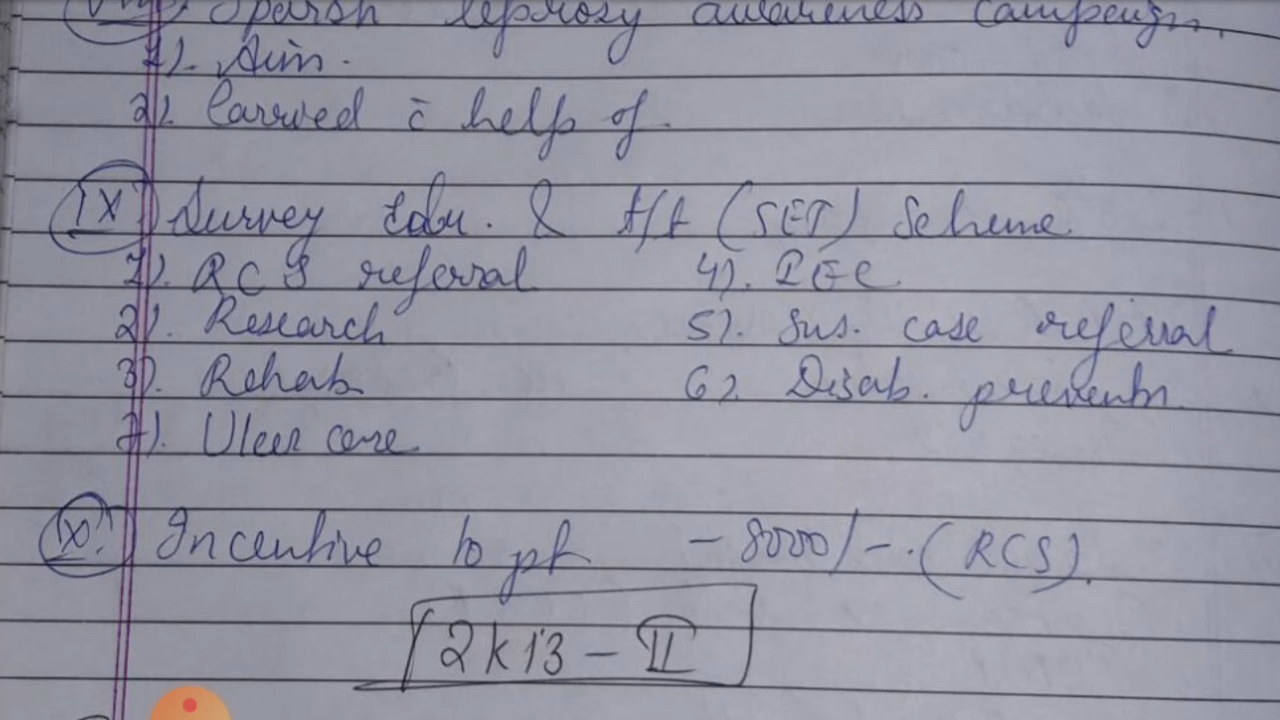 Sparsh leprosy awareness campaign.
1). Aim.
2). Carried c̄ help of.
IX) Survey Edu. & t/t (SET) Scheme
1). RCS referral 4). IEC
2). Research 5). Sus. case referral
3). Rehab 6). Disab. preventn
7). Ulcer care
X). Incentive to pt - 8000/-. (RCS).
2k13 - II